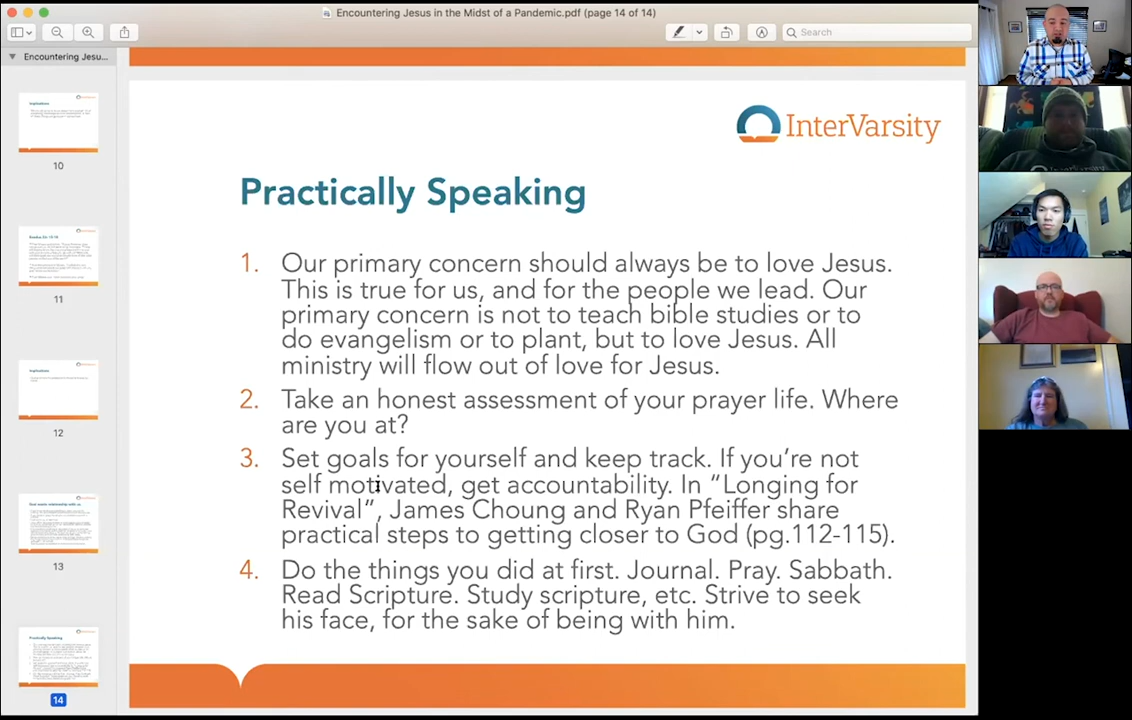 Encountering Jesus in the Midst of a Pandemic.pdf (page 14 of 14)
Search
Encountering Jesu...
10
11
12
13
Practically Speaking
14
InterVarsity
Practically Speaking
1. Our primary concern should always be to love Jesus.
This is true for us, and for the people we lead. Our
primary concern is not to teach bible studies or to
do evangelism or to plant, but to love Jesus. All
ministry will flow out of love for Jesus.
2. Take an honest assessment of your prayer life. Where
are you at?
3. Set goals for yourself and keep track. If you’re not
self motivated, get accountability. In “Longing for
Revival”, James Choung and Ryan Pfeiffer share
practical steps to getting closer to God (pg.112-115).
4. Do the things you did at first. Journal. Pray. Sabbath.
Read Scripture. Study scripture, etc. Strive to seek
his face, for the sake of being with him.